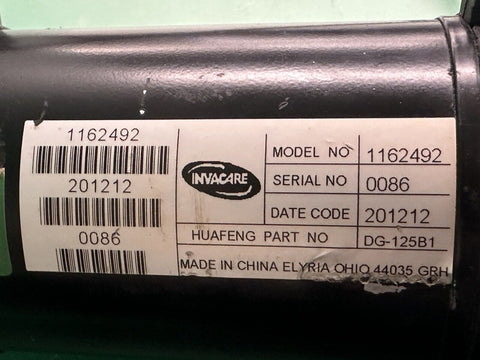 1162492
201212
0086
INVACARE
MODEL NO 1162492
SERIAL NO 0086
DATE CODE 201212
HUAFENG PART NO DG-125B1
MADE IN CHINA ELYRIA OHIO 44035 GRH